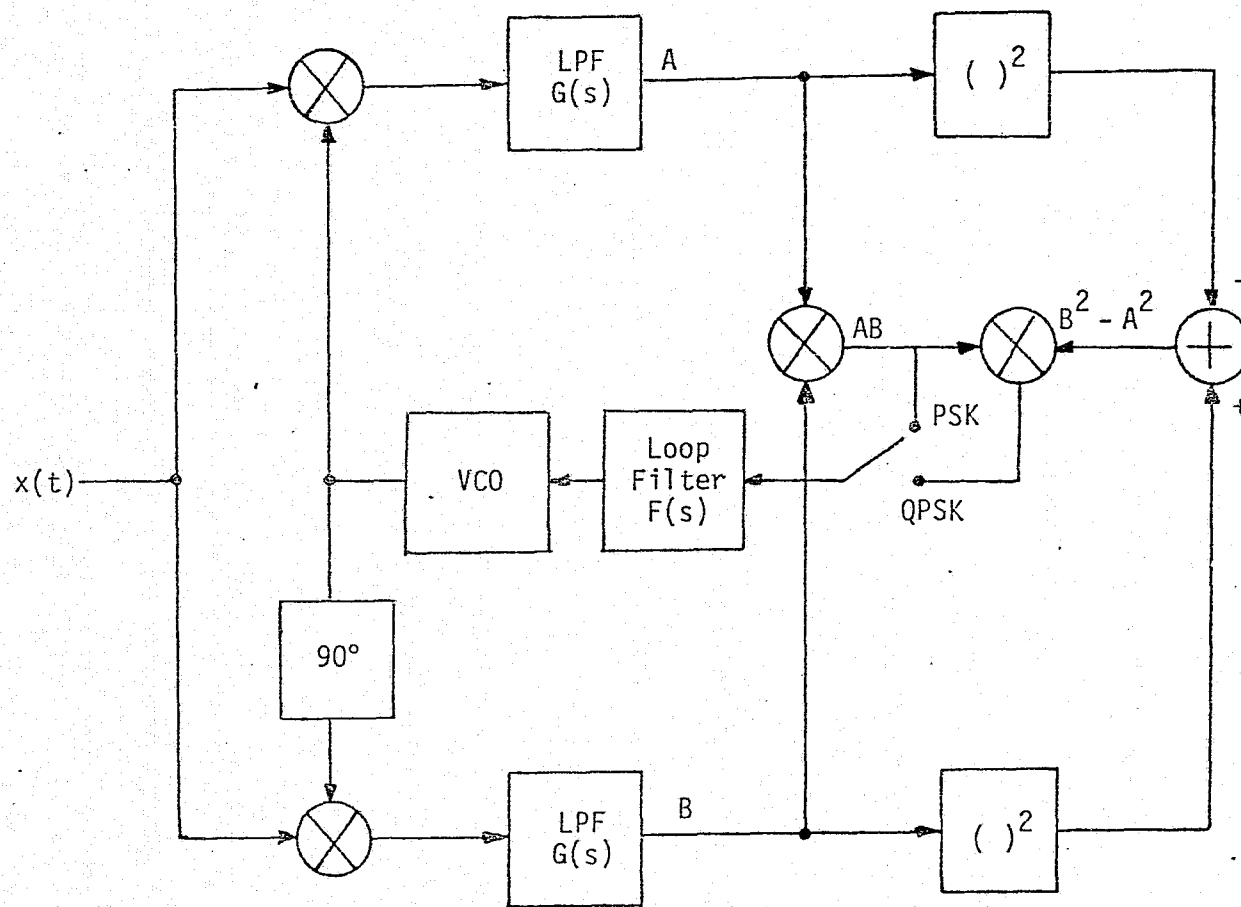 LPF
G(s)
A
( )²
-
AB
B² - A²
+
PSK
x(t)
VCO
Loop
Filter
F(s)
QPSK
90°
LPF
G(s)
B
( )²